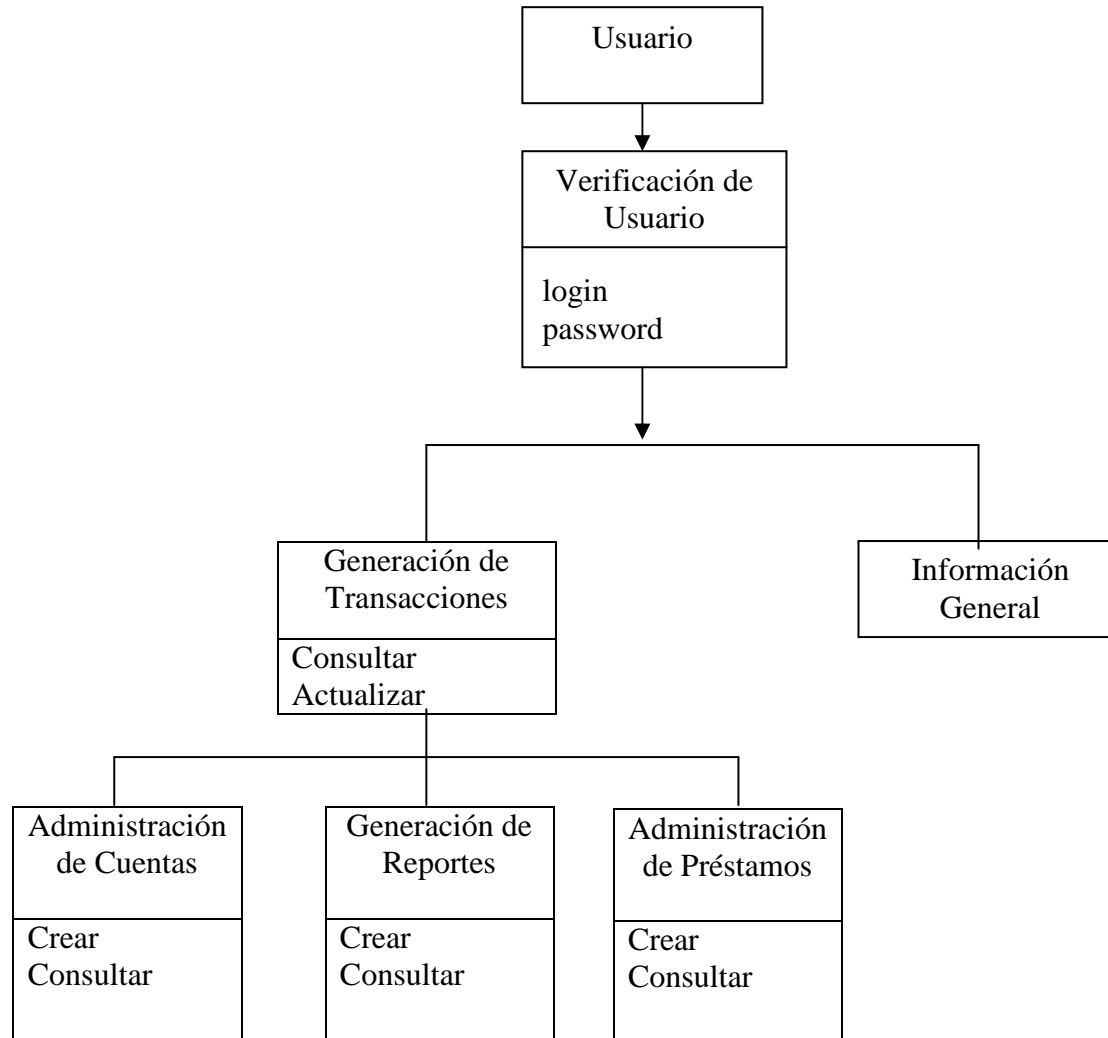 Usuario
Verificación de
Usuario
login
password
Generación de
Transacciones
Consultar
Actualizar
Información
General
Administración
de Cuentas
Crear
Consultar
Generación de
Reportes
Crear
Consultar
Administración
de Préstamos
Crear
Consultar